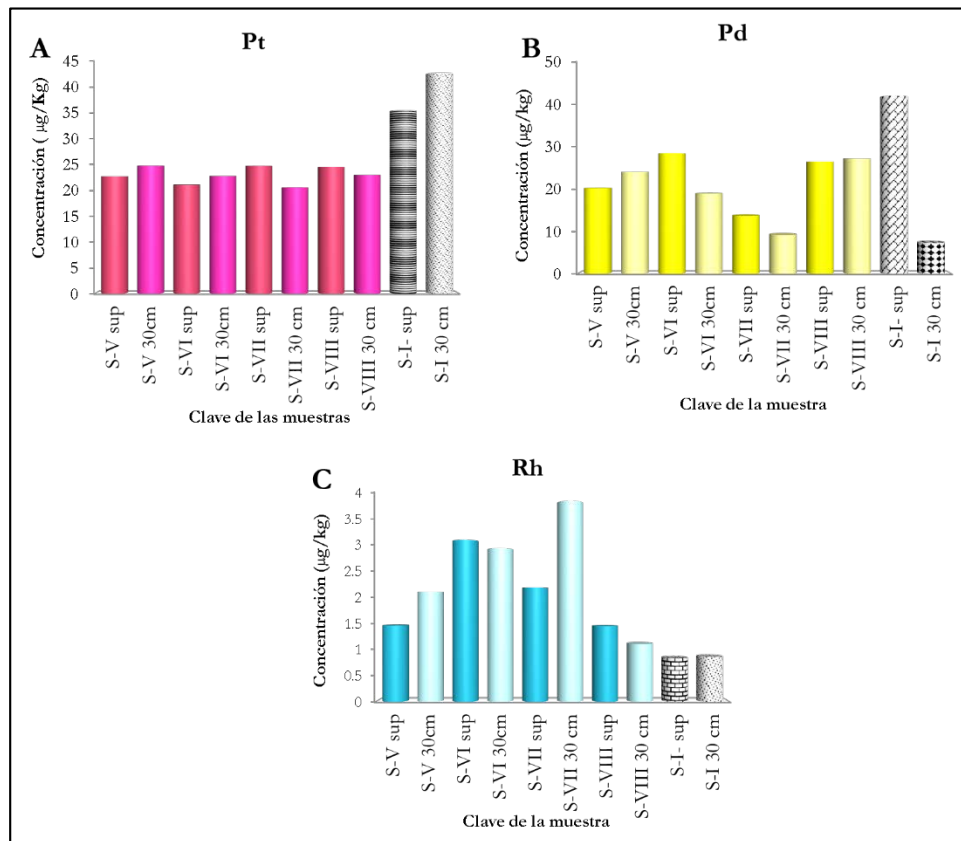 A
Pt
Concentración ( µg/Kg)
45
40
35
30
25
20
15
10
5
0
S-V sup
S-V 30cm
S-VI sup
S-VI 30cm
S-VII sup
S-VII 30 cm
S-VIII sup
S-VIII 30 cm
S-I- sup
S-I 30 cm
Clave de las muestras
B
Pd
Concentración (µg/kg)
50
40
30
20
10
0
S-V sup
S-V 30cm
S-VI sup
S-VI 30cm
S-VII sup
S-VII 30 cm
S-VIII sup
S-VIII 30 cm
S-I- sup
S-I 30 cm
Clave de la muestra
C
Rh
Concentración (µg/kg)
4
3.5
3
2.5
2
1.5
1
0.5
0
S-V sup
S-V 30cm
S-VI sup
S-VI 30cm
S-VII sup
S-VII 30 cm
S-VIII sup
S-VIII 30 cm
S-I- sup
S-I 30 cm
Clave de la muestra